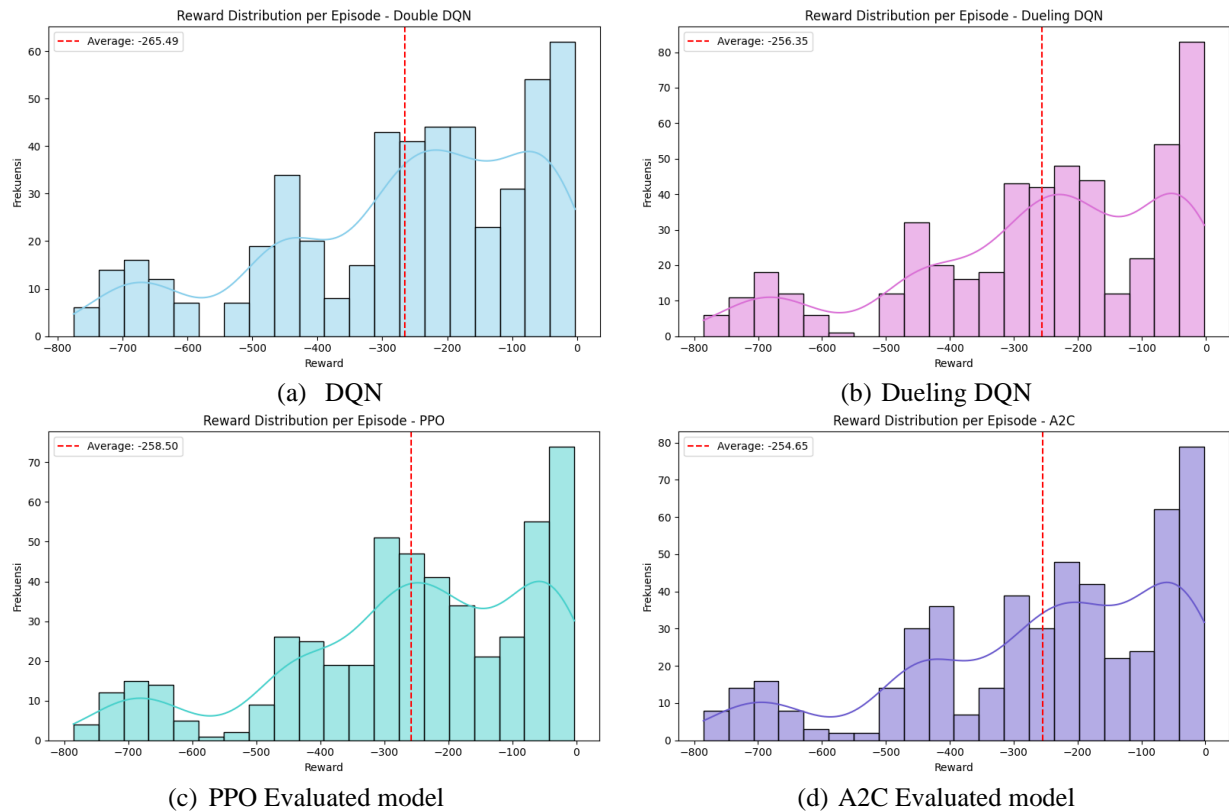 Reward Distribution per Episode - Double DQN
Average: -265.49
Frekuensi
60
50
40
30
20
10
0
−800 −700 −600 −500 −400 −300 −200 −100 0
Reward
(a) DQN
Reward Distribution per Episode - Dueling DQN
Average: -256.35
Frekuensi
80
70
60
50
40
30
20
10
0
−800 −700 −600 −500 −400 −300 −200 −100 0
Reward
(b) Dueling DQN
Reward Distribution per Episode - PPO
Average: -258.50
Frekuensi
70
60
50
40
30
20
10
0
−800 −700 −600 −500 −400 −300 −200 −100 0
Reward
(c) PPO Evaluated model
Reward Distribution per Episode - A2C
Average: -254.65
Frekuensi
80
70
60
50
40
30
20
10
0
−800 −700 −600 −500 −400 −300 −200 −100 0
Reward
(d) A2C Evaluated model